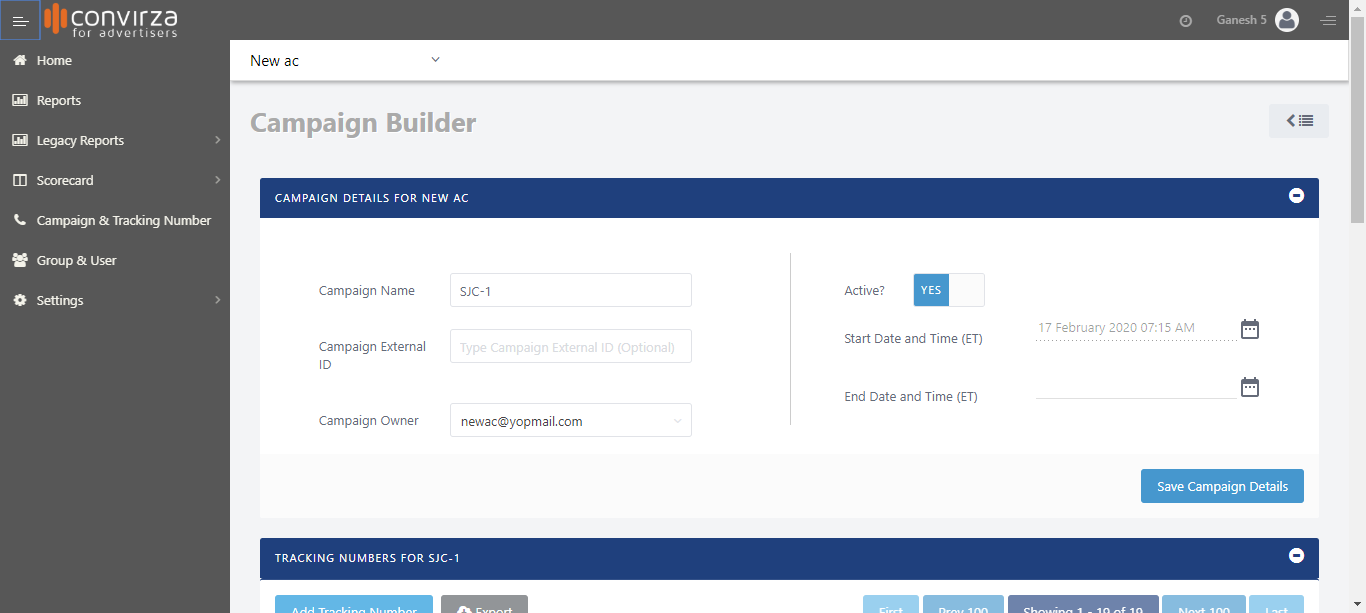 convirza
for advertisers
Ganesh 5
Home
Reports
Legacy Reports
Scorecard
Campaign & Tracking Number
Group & User
Settings
New ac
Campaign Builder
CAMPAIGN DETAILS FOR NEW AC
Campaign Name
SJC-1
Campaign External
ID
Type Campaign External ID (Optional)
Campaign Owner
newac@yopmail.com
Active?
YES
Start Date and Time (ET)
17 February 2020 07:15 AM
End Date and Time (ET)
Save Campaign Details
TRACKING NUMBERS FOR SJC-1
Add Tracking Number
Export
First
Prev 100
Showing 1 - 19 of 19
Next 100
Last